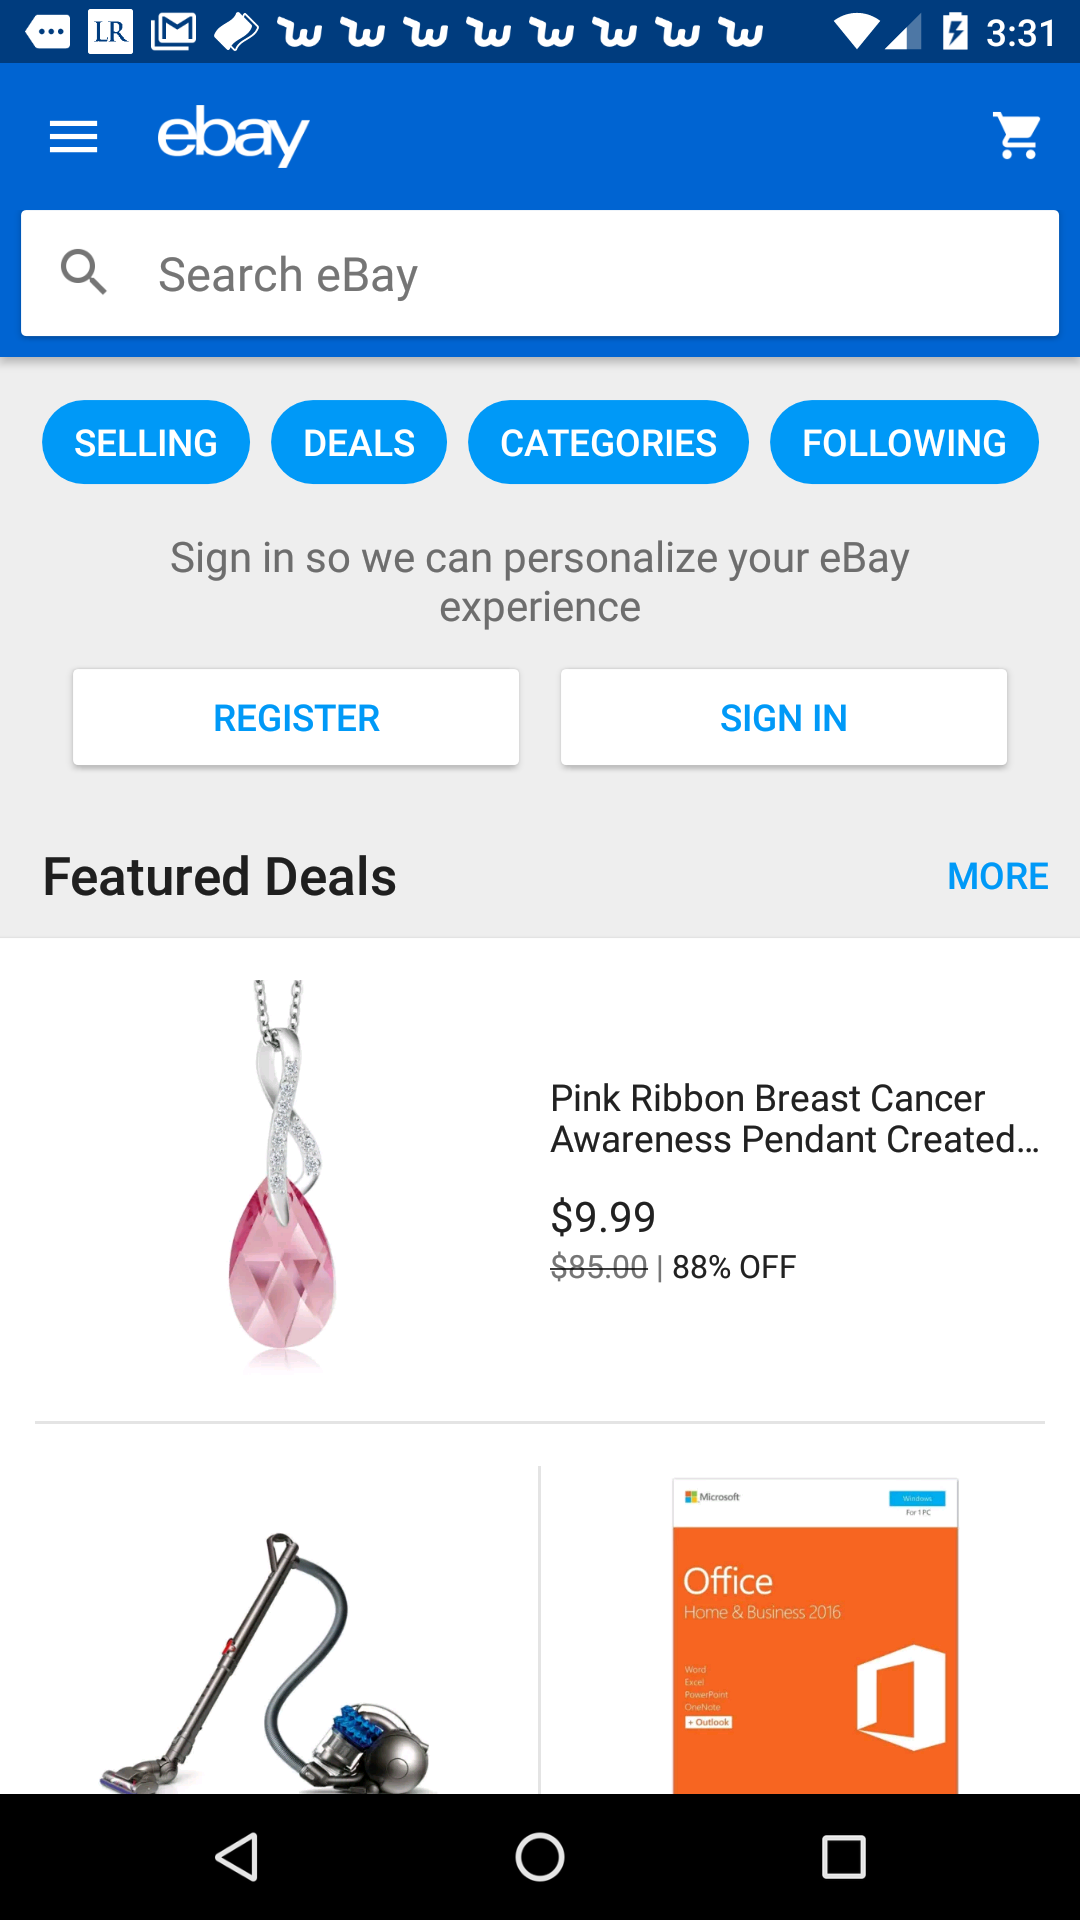 LR
3:31
ebay
Search eBay
SELLING DEALS CATEGORIES FOLLOWING
Sign in so we can personalize your eBay
experience
REGISTER SIGN IN
Featured Deals MORE
Pink Ribbon Breast Cancer
Awareness Pendant Created...
$9.99
$85.00 | 88% OFF
Microsoft
Windows
For 1 PC
Office
Home & Business 2016
Word
Excel
PowerPoint
OneNote
+ Outlook